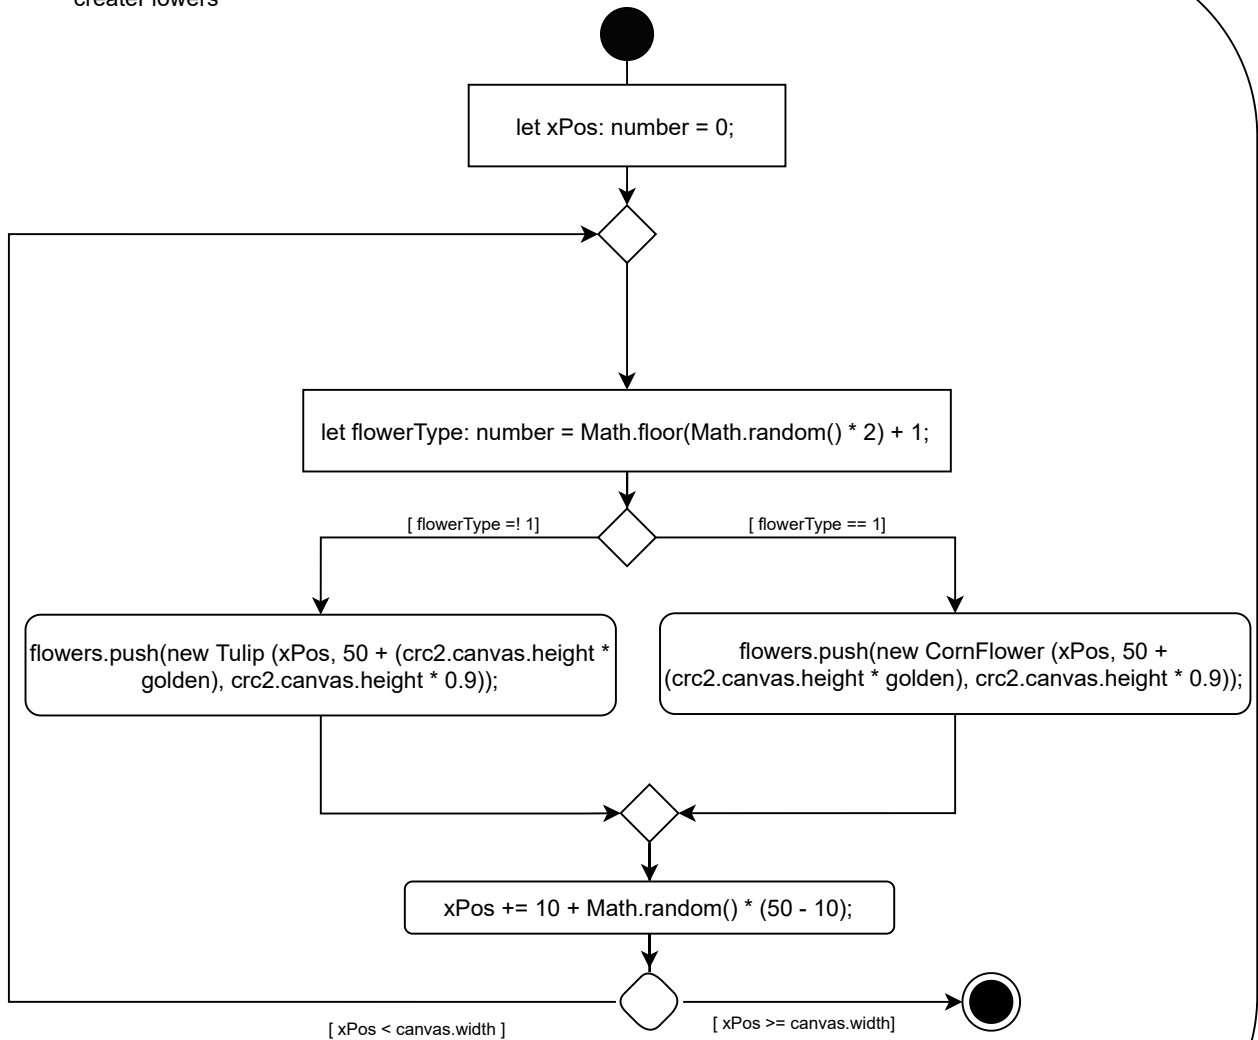 createFlowers
let xPos: number = 0;
let flowerType: number = Math.floor(Math.random() * 2) + 1;
[ flowerType =! 1]
[ flowerType == 1]
flowers.push(new Tulip (xPos, 50 + (crc2.canvas.height *
golden), crc2.canvas.height * 0.9));
flowers.push(new CornFlower (xPos, 50 +
(crc2.canvas.height * golden), crc2.canvas.height * 0.9));
xPos += 10 + Math.random() * (50 - 10);
[ xPos < canvas.width ]
[ xPos >= canvas.width]